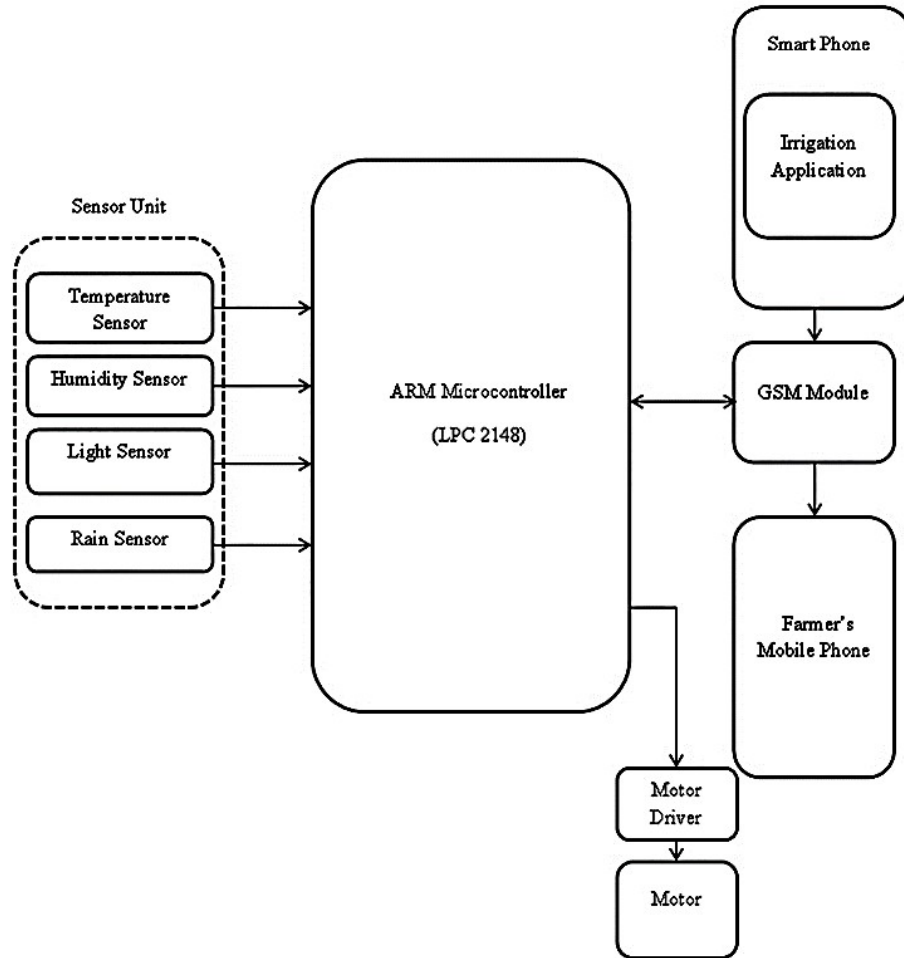 Smart Phone
Irrigation
Application
Sensor Unit
Temperature
Sensor
Humidity Sensor
Light Sensor
Rain Sensor
ARM Microcontroller
(LPC 2148)
GSM Module
Farmer's
Mobile Phone
Motor
Driver
Motor